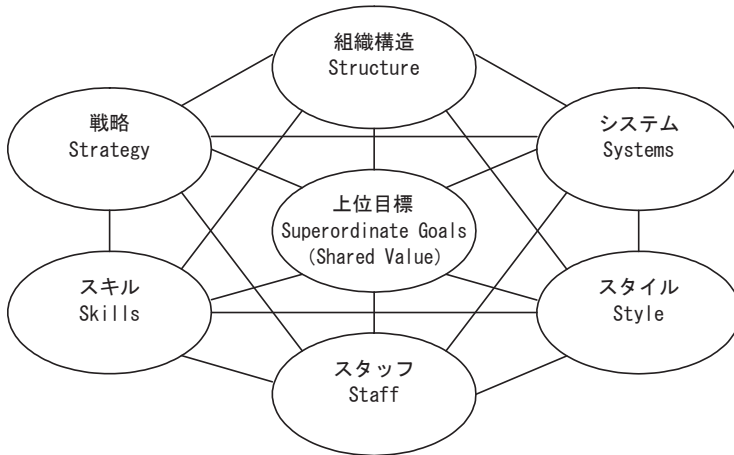 組織構造
Structure
戦略
Strategy
システム
Systems
上位目標
Superordinate Goals
(Shared Value)
スキル
Skills
スタイル
Style
スタッフ
Staff